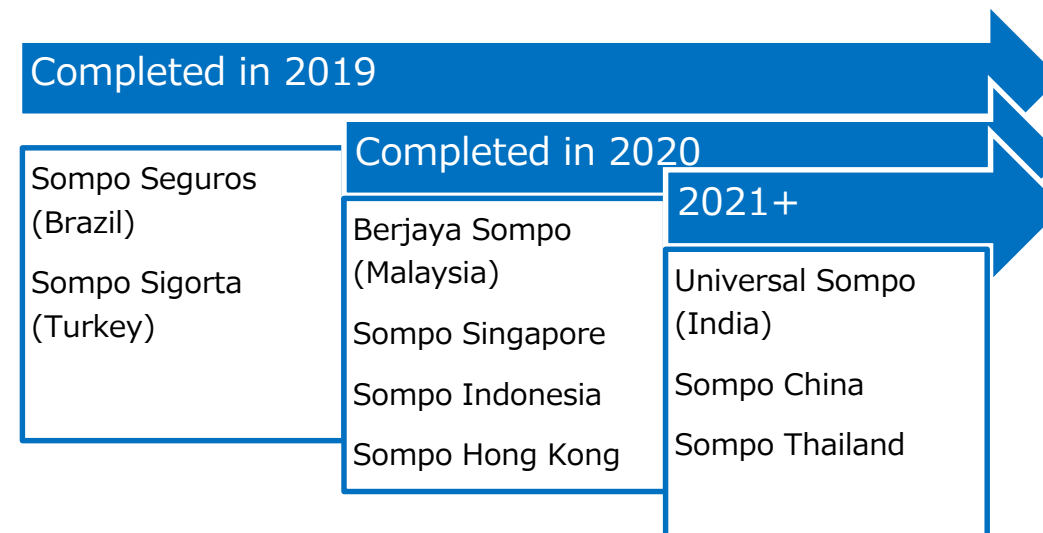 Completed in 2019
Sompo Seguros
(Brazil)
Sompo Sigorta
(Turkey)
Completed in 2020
Berjaya Sompo
(Malaysia)
Sompo Singapore
Sompo Indonesia
Sompo Hong Kong
2021+
Universal Sompo
(India)
Sompo China
Sompo Thailand